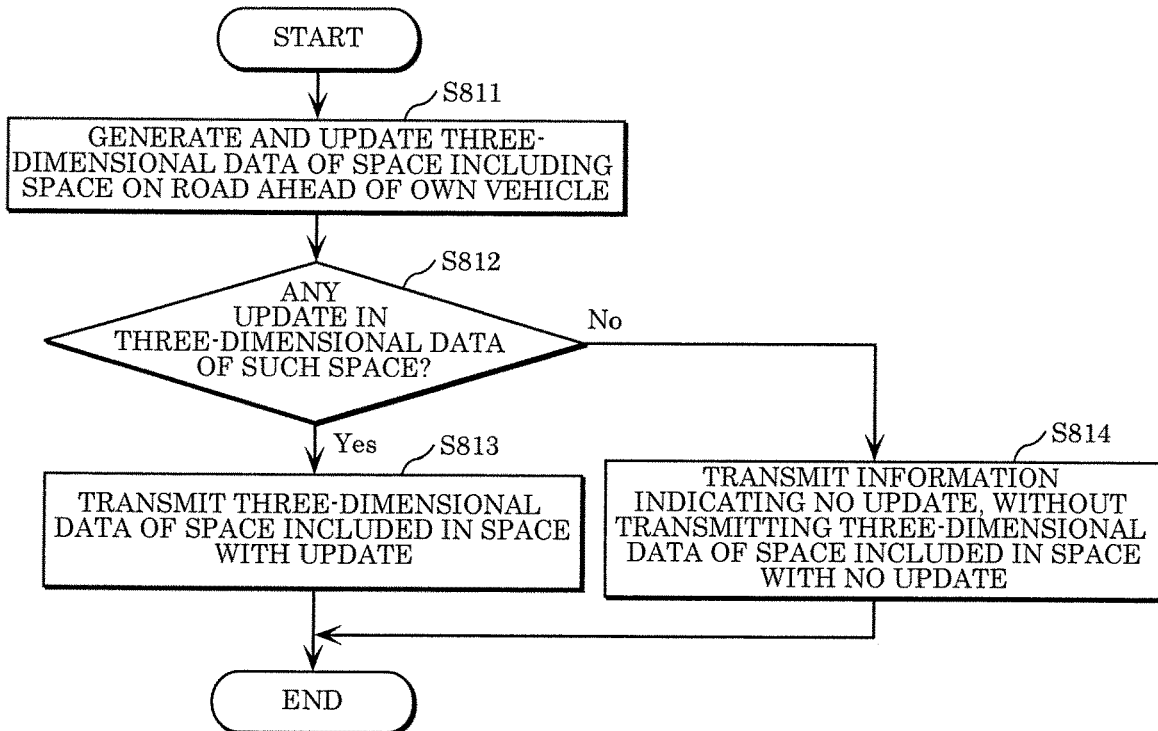 START
S811
GENERATE AND UPDATE THREE-
DIMENSIONAL DATA OF SPACE INCLUDING
SPACE ON ROAD AHEAD OF OWN VEHICLE
S812
ANY
UPDATE IN
THREE-DIMENSIONAL DATA
OF SUCH SPACE?
No
Yes
S813
TRANSMIT THREE-DIMENSIONAL
DATA OF SPACE INCLUDED IN SPACE
WITH UPDATE
S814
TRANSMIT INFORMATION
INDICATING NO UPDATE, WITHOUT
TRANSMITTING THREE-DIMENSIONAL
DATA OF SPACE INCLUDED IN SPACE
WITH NO UPDATE
END